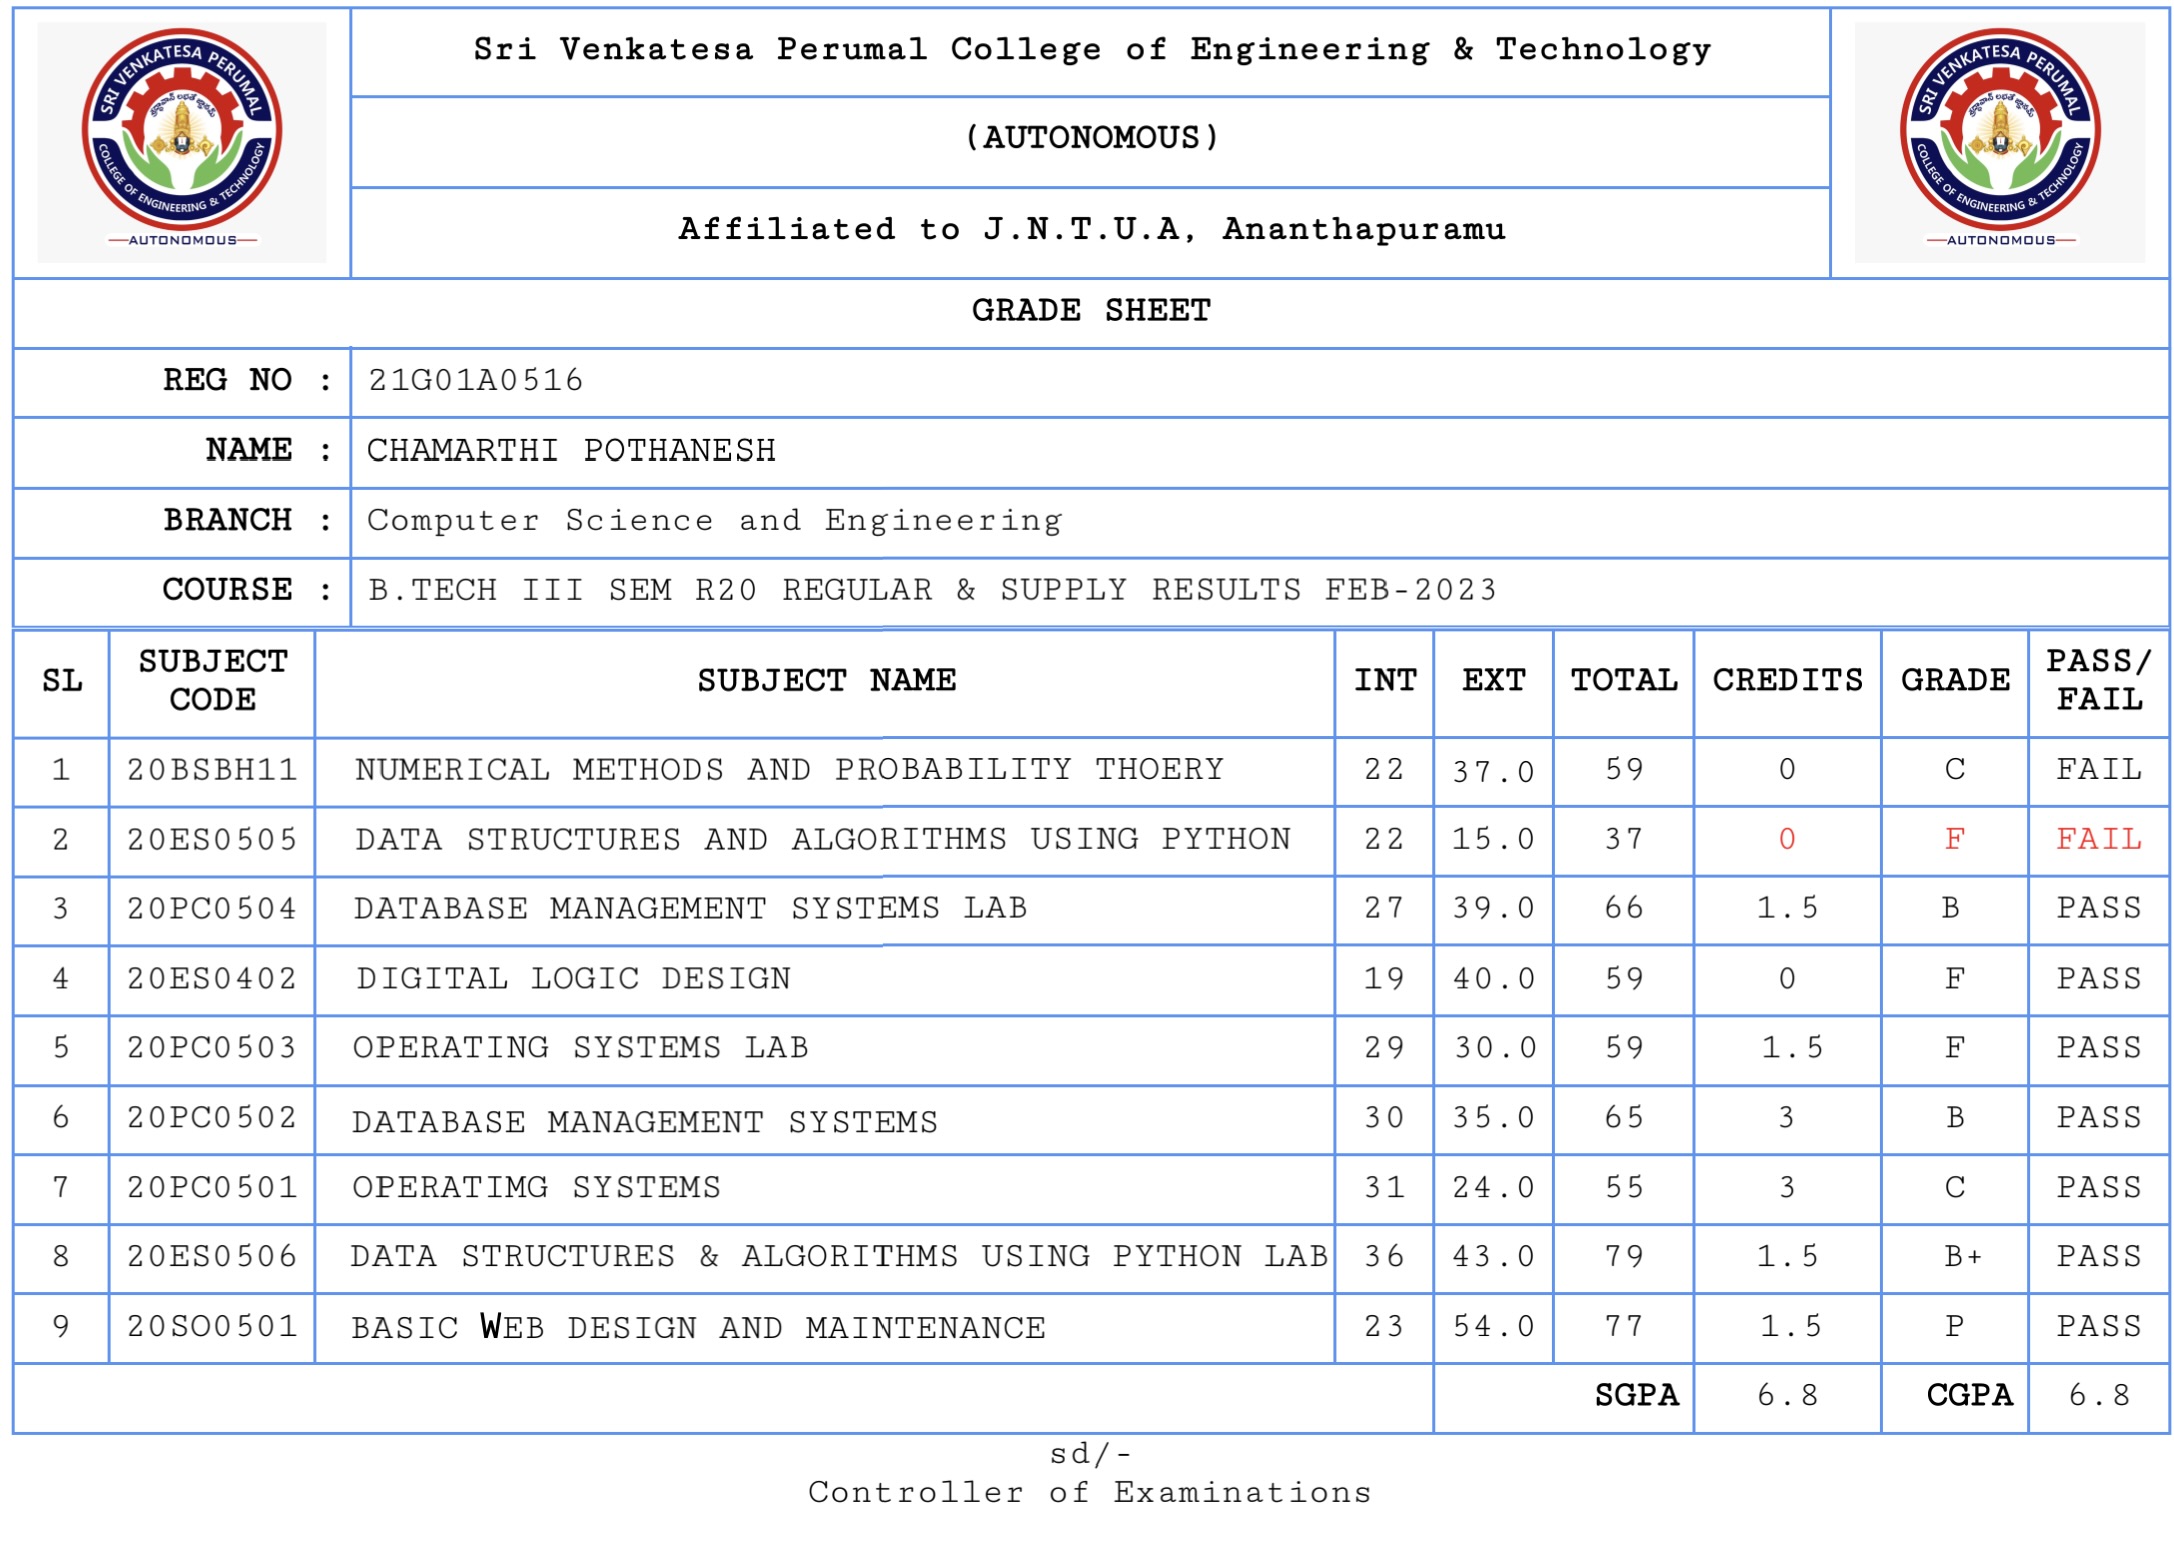 SRI VENKATESA PERUMAL
COLLEGE OF ENGINEERING & TECHNOLOGY
AUTONOMOUS
Sri Venkatesa Perumal College of Engineering & Technology
(AUTONOMOUS)
Affiliated to J.N.T.U.A, Ananthapuramu
SRI VENKATESA PERUMAL
COLLEGE OF ENGINEERING & TECHNOLOGY
AUTONOMOUS
GRADE SHEET
REG NO : 21G01A0516
NAME : CHAMARTHI POTHANESH
BRANCH : Computer Science and Engineering
COURSE : B.TECH III SEM R20 REGULAR & SUPPLY RESULTS FEB-2023
SL SUBJECT CODE SUBJECT NAME INT EXT TOTAL CREDITS GRADE PASS/ FAIL
1 20BSBH11 NUMERICAL METHODS AND PROBABILITY THOERY 22 37.0 59 0 C FAIL
2 20ES0505 DATA STRUCTURES AND ALGORITHMS USING PYTHON 22 15.0 37 0 F FAIL
3 20PC0504 DATABASE MANAGEMENT SYSTEMS LAB 27 39.0 66 1.5 B PASS
4 20ES0402 DIGITAL LOGIC DESIGN 19 40.0 59 0 F PASS
5 20PC0503 OPERATING SYSTEMS LAB 29 30.0 59 1.5 F PASS
6 20PC0502 DATABASE MANAGEMENT SYSTEMS 30 35.0 65 3 B PASS
7 20PC0501 OPERATIMG SYSTEMS 31 24.0 55 3 C PASS
8 20ES0506 DATA STRUCTURES & ALGORITHMS USING PYTHON LAB 36 43.0 79 1.5 B+ PASS
9 20SO0501 BASIC WEB DESIGN AND MAINTENANCE 23 54.0 77 1.5 P PASS
SGPA 6.8 CGPA 6.8
sd/-
Controller of Examinations